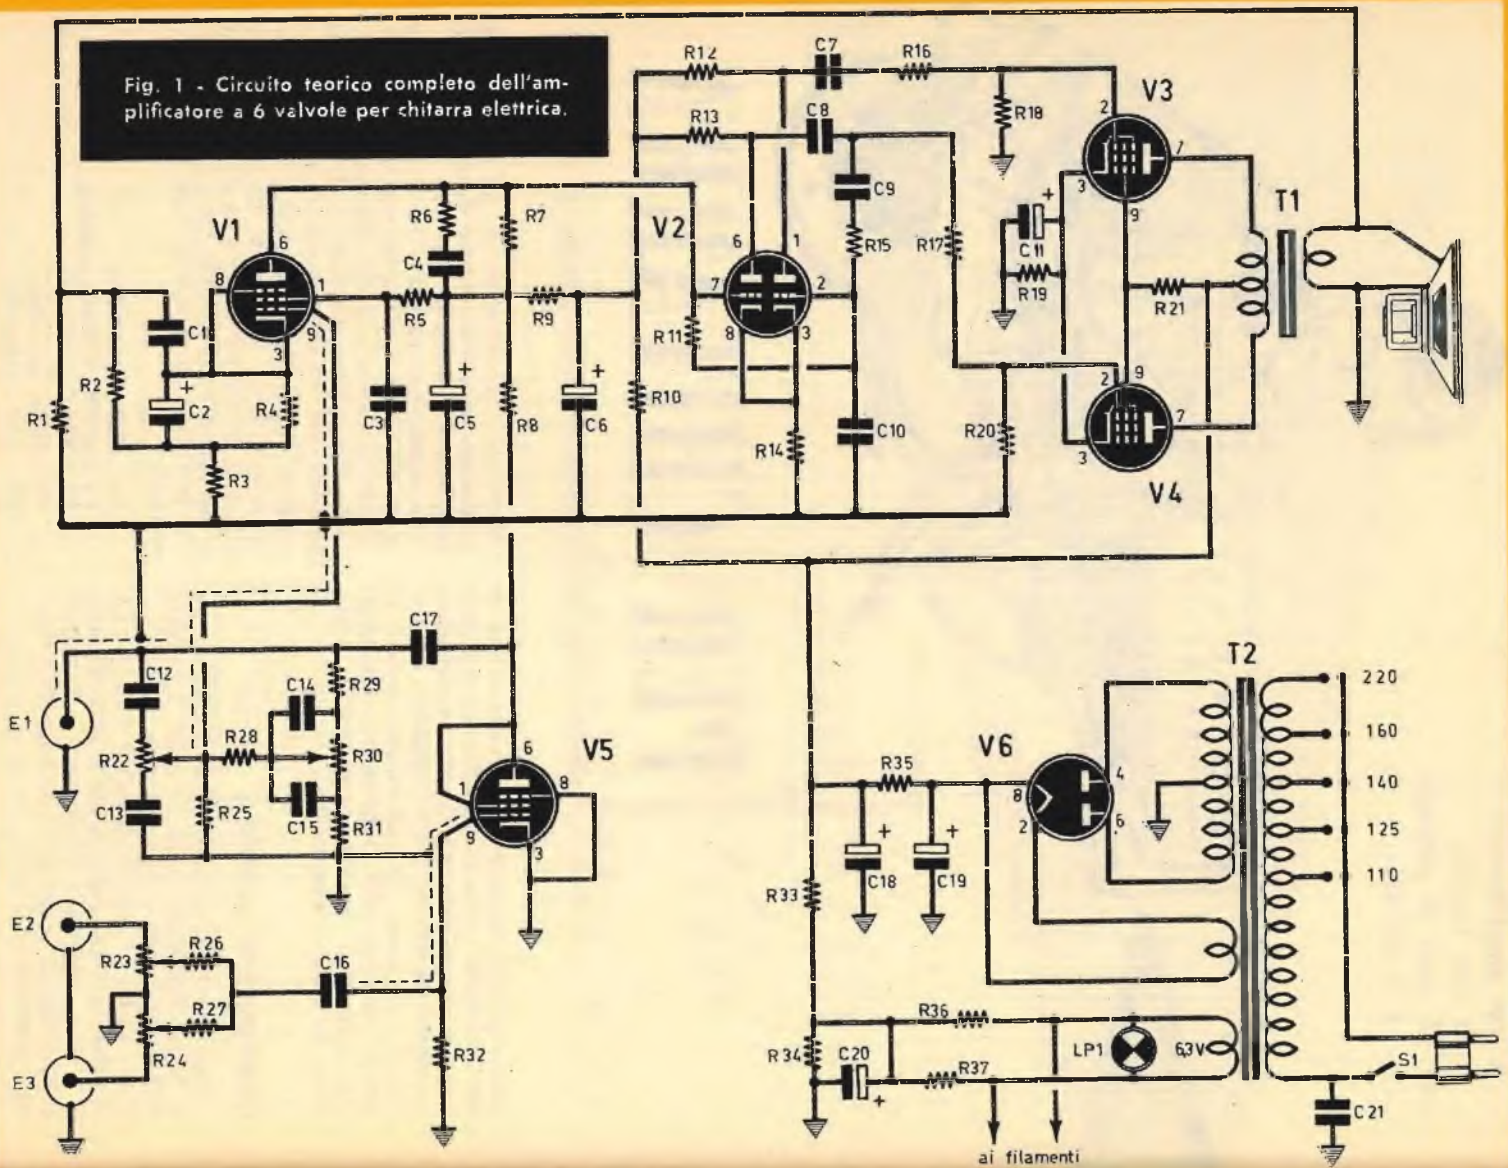 Fig. 1 - Circuito teorico completo dell'am-
plificatore a 6 valvole per chitarra elettrica.
R12
C7
R16
V3
2
7
R18
R13
C8
3
9
C9
C11
R19
T1
V1
6
8
1
9
3
R6
R7
C4
R5
R9
V2
6
1
7
2
8
3
R15
R17
R21
C1
R2
C2
R4
R1
R3
C3
C5
R8
C6
R10
R11
R14
C10
R20
2
9
7
3
V4
C17
C12
C14
R29
E1
R22
R28
R30
C13
R25
C15
R31
V5
6
1
8
9
3
E2
R23
R26
R27
R24
E3
C16
R32
T2
220
160
140
125
110
V6
4
8
2
6
R35
C18
C19
R33
R36
R34
C20
R37
LP1
6,3V
S1
C21
ai filamenti